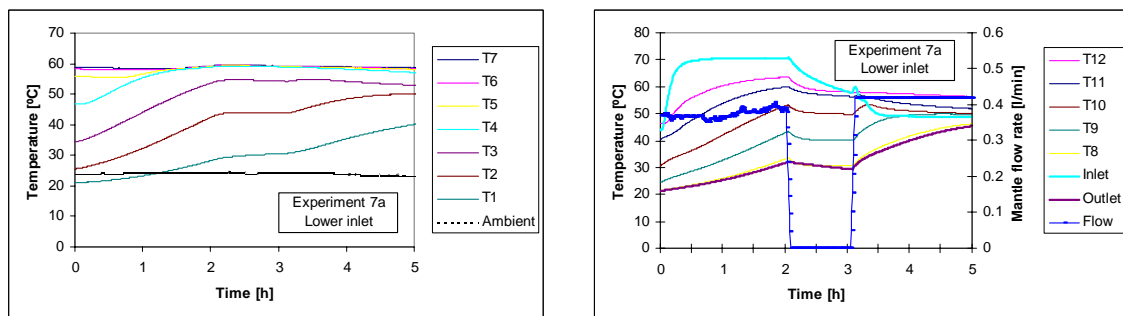 70
60
50
40
30
20
10
0
Temperature [ºC]
0 1 2 3 4 5
Time [h]
Experiment 7a
Lower inlet
T7
T6
T5
T4
T3
T2
T1
Ambient
80
70
60
50
40
30
20
10
0
Temperature [ºC]
0 1 2 3 4 5
Time [h]
Experiment 7a
Lower inlet
0.6
0.5
0.4
0.3
0.2
0.1
0
Mantle flow rate [l/min]
T12
T11
T10
T9
T8
Inlet
Outlet
Flow